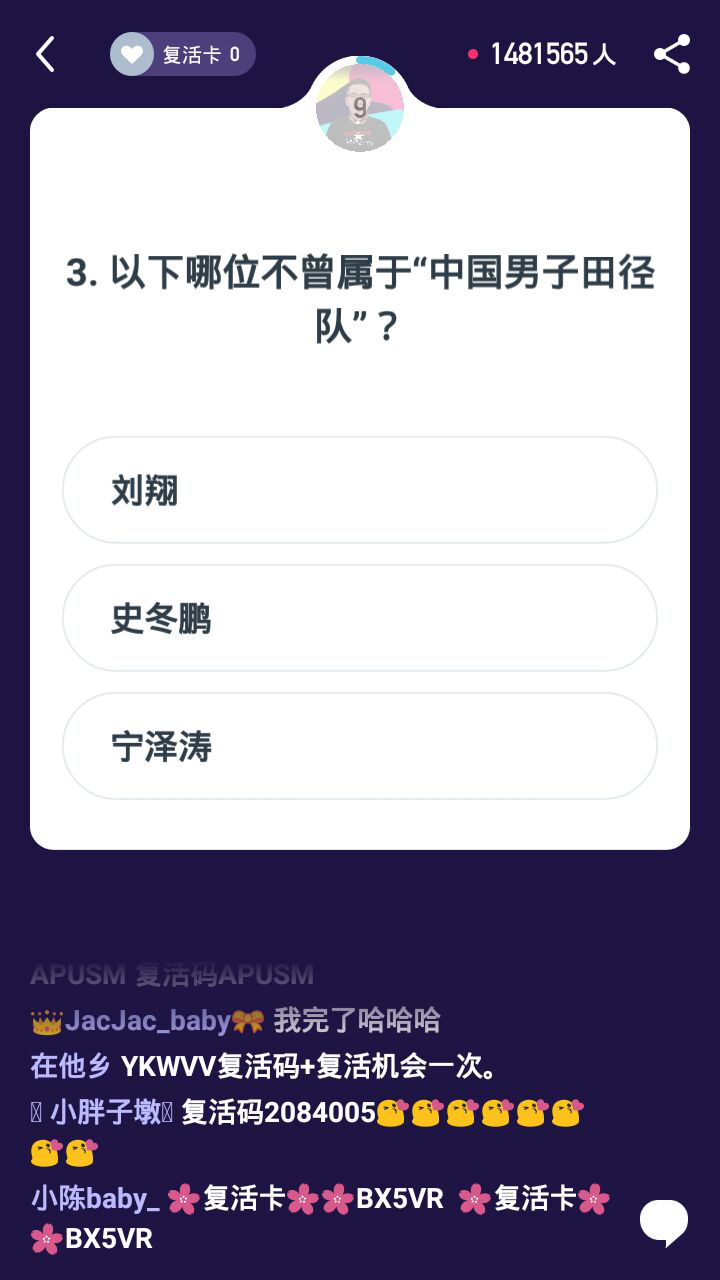 复活卡 0
1481565 人
9
3. 以下哪位不曾属于“中国男子田径
队”？
刘翔
史冬鹏
宁泽涛
APUSM 复活码APUSM
👑JacJac_baby🎀 我完了哈哈哈
在他乡 YKWVV复活码+复活机会一次。
小胖子墩 复活码2084005😘😘😘😘😘😘
😘😘
小陈baby_ 🌸复活卡🌸🌸BX5VR 🌸复活卡🌸
🌸BX5VR